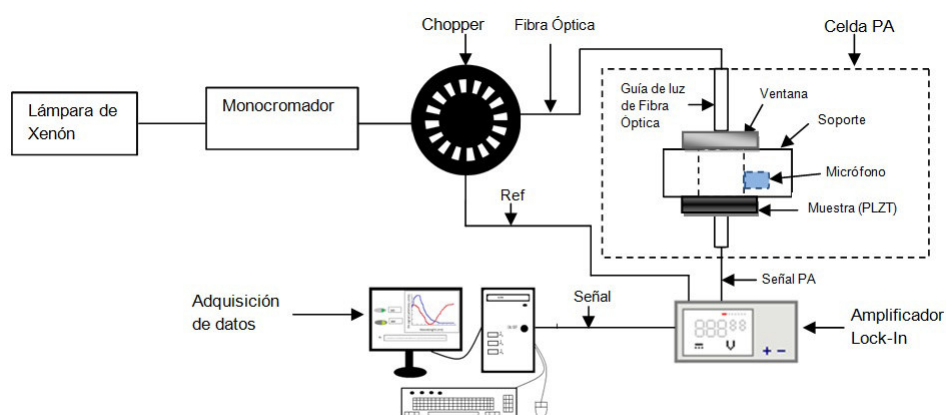 Chopper
Fibra Óptica
Celda PA
Lámpara de
Xenón
Monocromador
Guía de luz
de Fibra
Óptica
Ventana
Soporte
Micrófono
Muestra (PLZT)
Ref
Señal PA
Adquisición
de datos
Señal
Amplificador
Lock-In